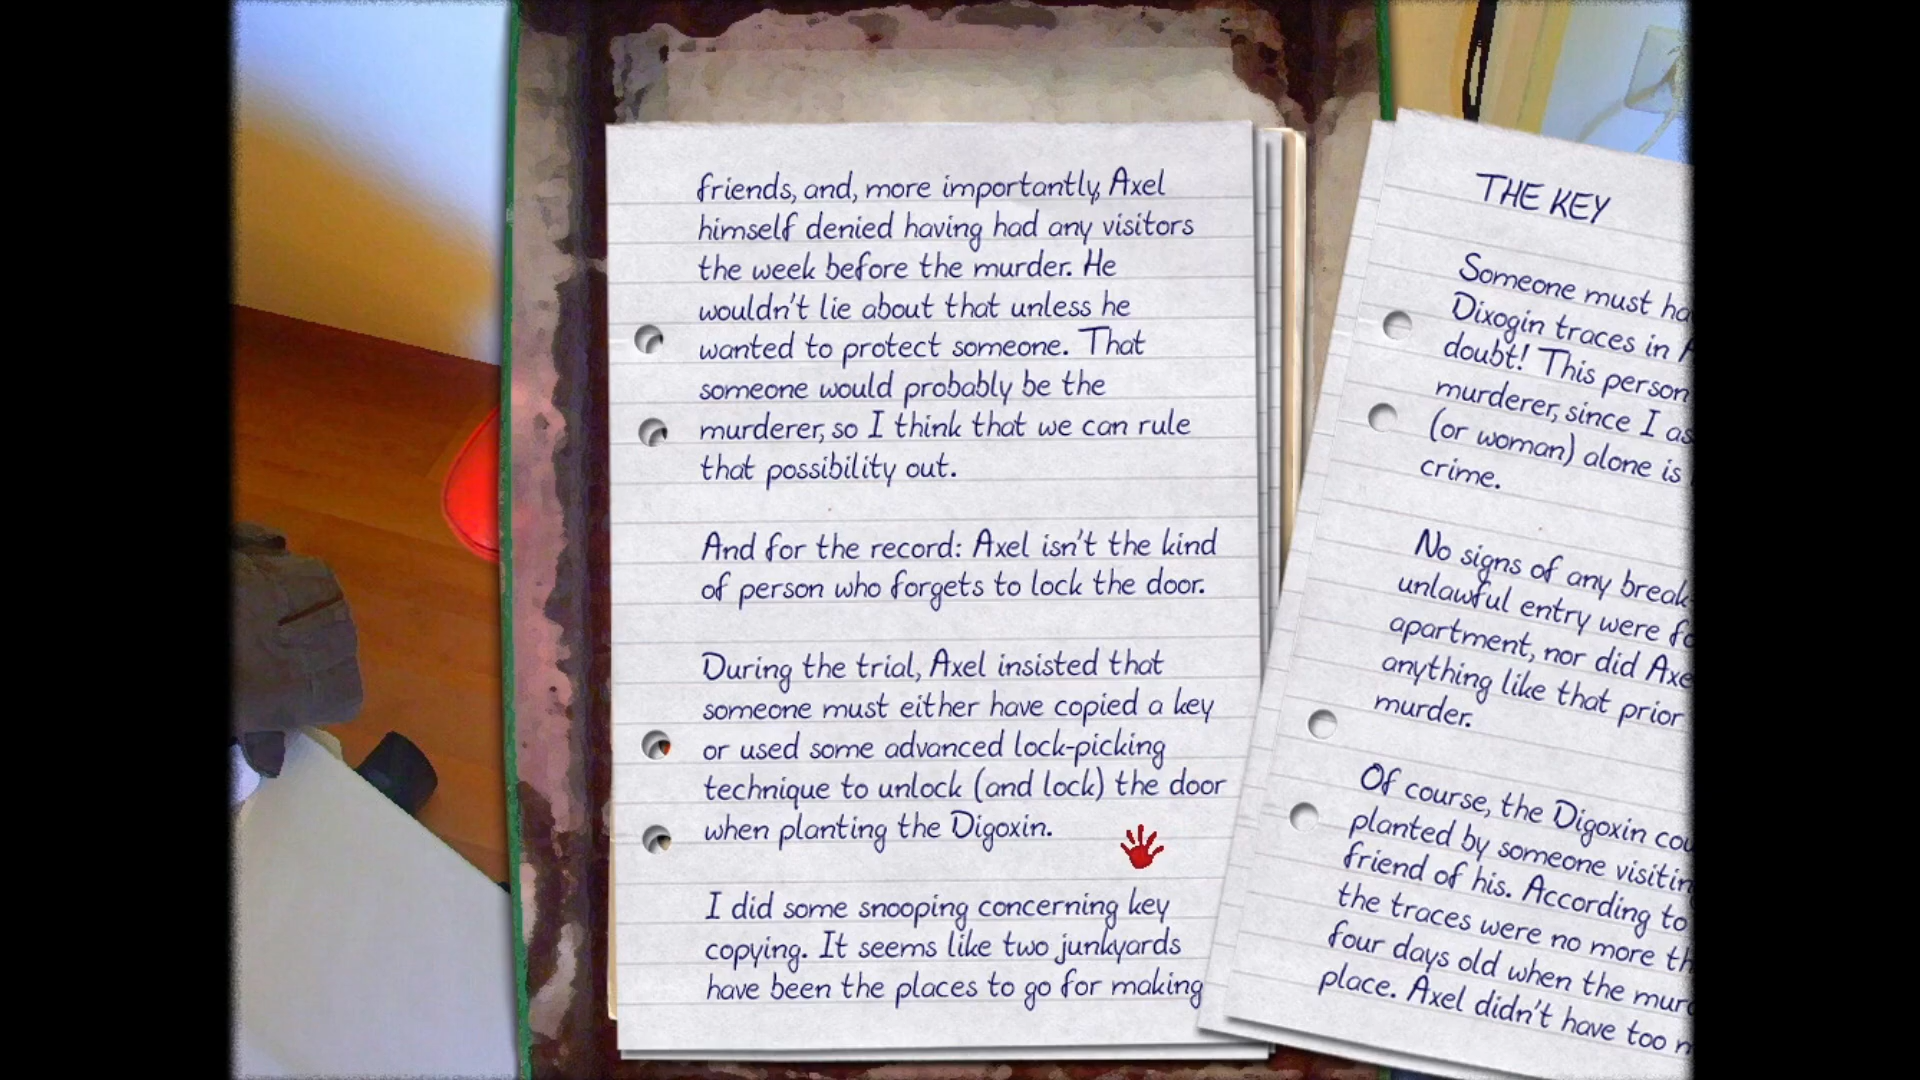 friends, and, more importantly, Axel
himself denied having had any visitors
the week before the murder. He
wouldn't lie about that unless he
wanted to protect someone. That
someone would probably be the
murderer, so I think that we can rule
that possibility out.
And for the record: Axel isn't the kind
of person who forgets to lock the door.
During the trial, Axel insisted that
someone must either have copied a key
or used some advanced lock-picking
technique to unlock (and lock) the door
when planting the Digoxin.
I did some snooping concerning key
copying. It seems like two junkyards
have been the places to go for making
THE KEY
Someone must
Dixogin traces in
doubt! This person
murderer, since I
(or woman) alone is
crime.
No signs of any break-
unlawful entry were
apartment, nor did
anything like that prior
murder.
Of course, the Digoxin
planted by someone
friend of his. According to
the traces were no more
four days old when the
place. Axel didn't have too